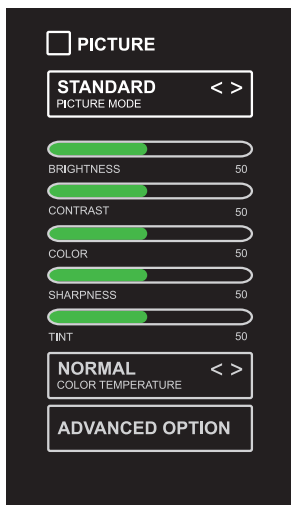 PICTURE
STANDARD < >
PICTURE MODE
BRIGHTNESS 50
CONTRAST 50
COLOR 50
SHARPNESS 50
TINT 50
NORMAL < >
COLOR TEMPERATURE
ADVANCED OPTION